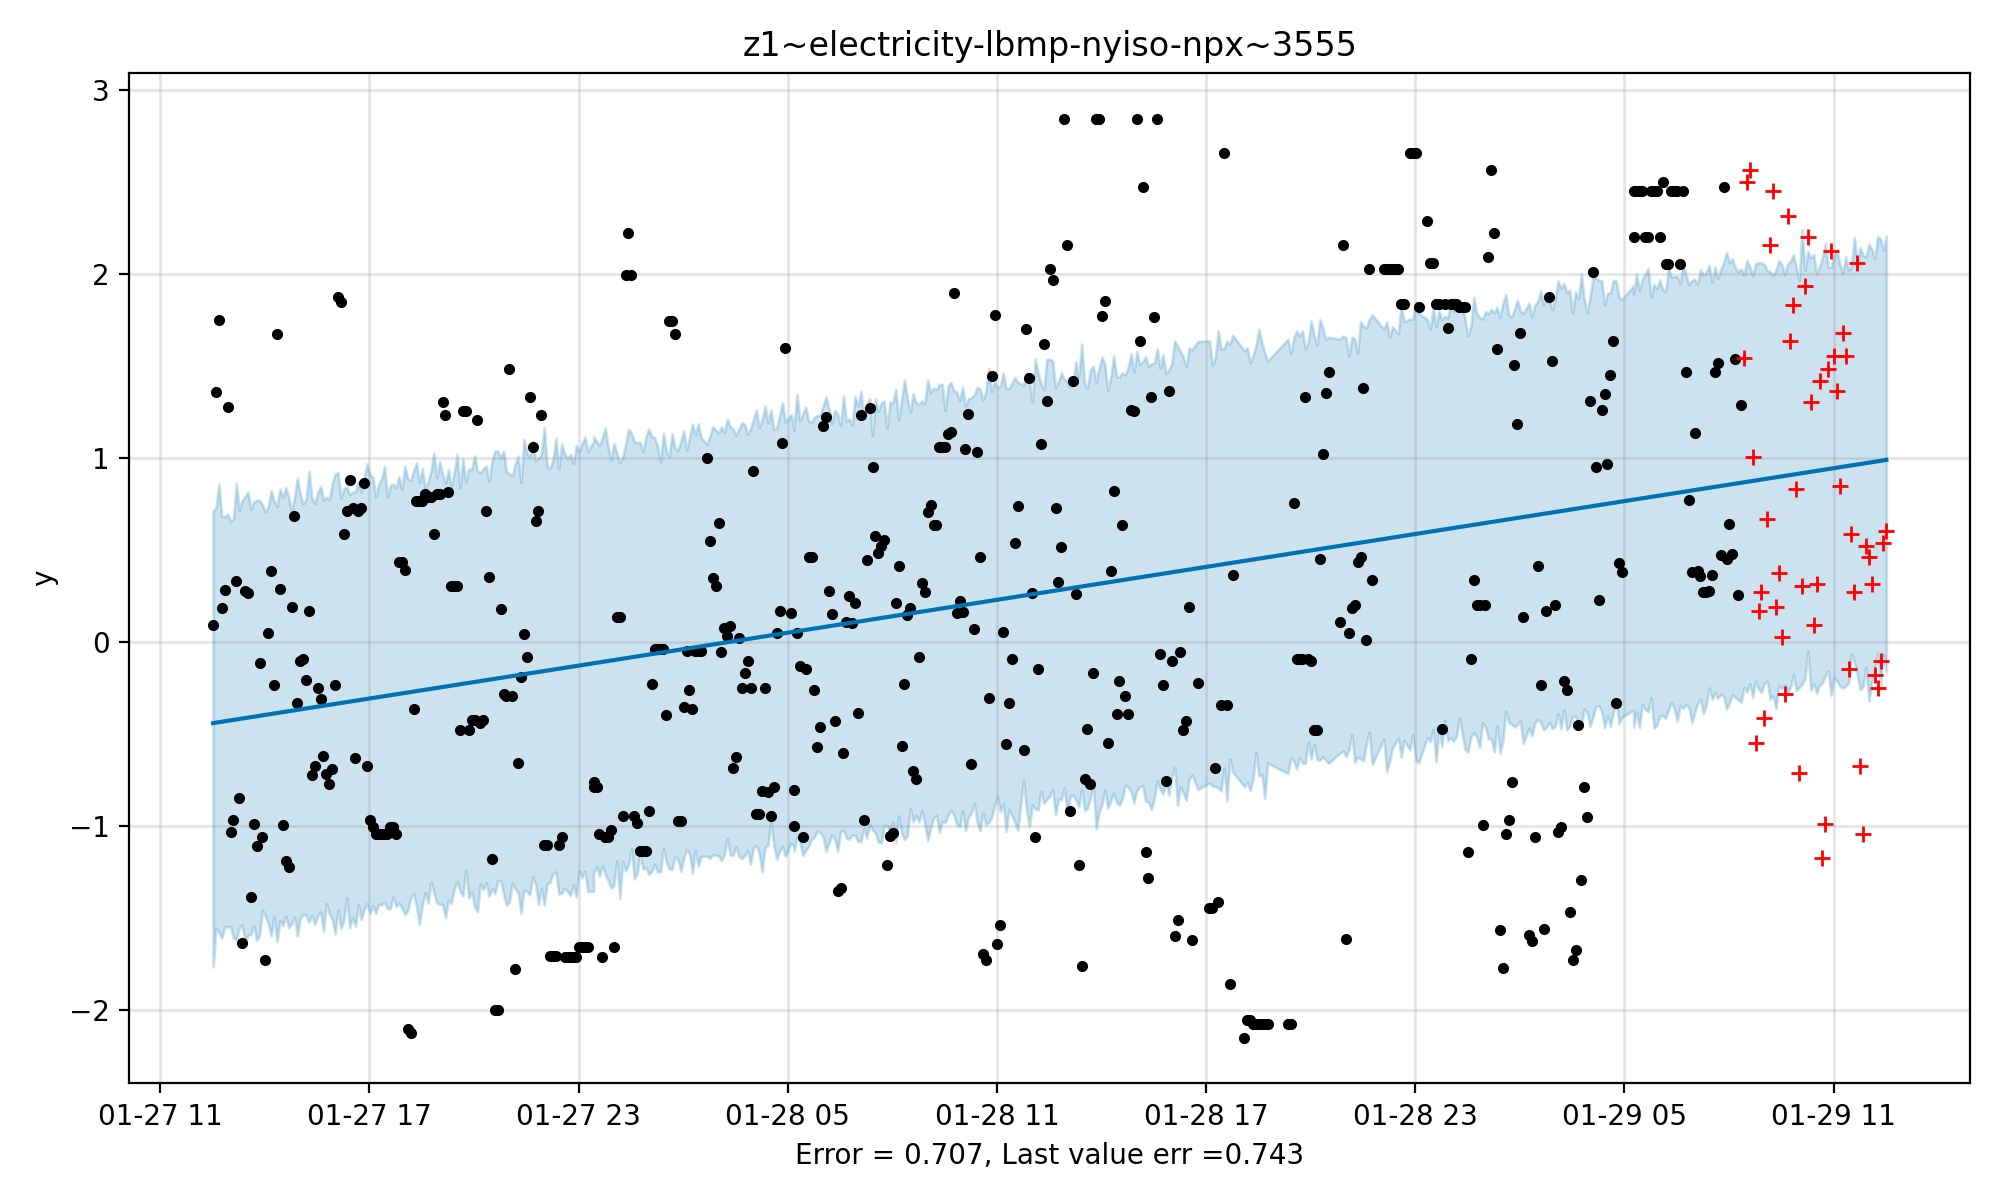 z1~electricity-lbmp-nyiso-npx~3555
3
2
1
0
−1
−2
y
01-27 11 01-27 17 01-27 23 01-28 05 01-28 11 01-28 17 01-28 23 01-29 05 01-29 11
Error = 0.707, Last value err =0.743